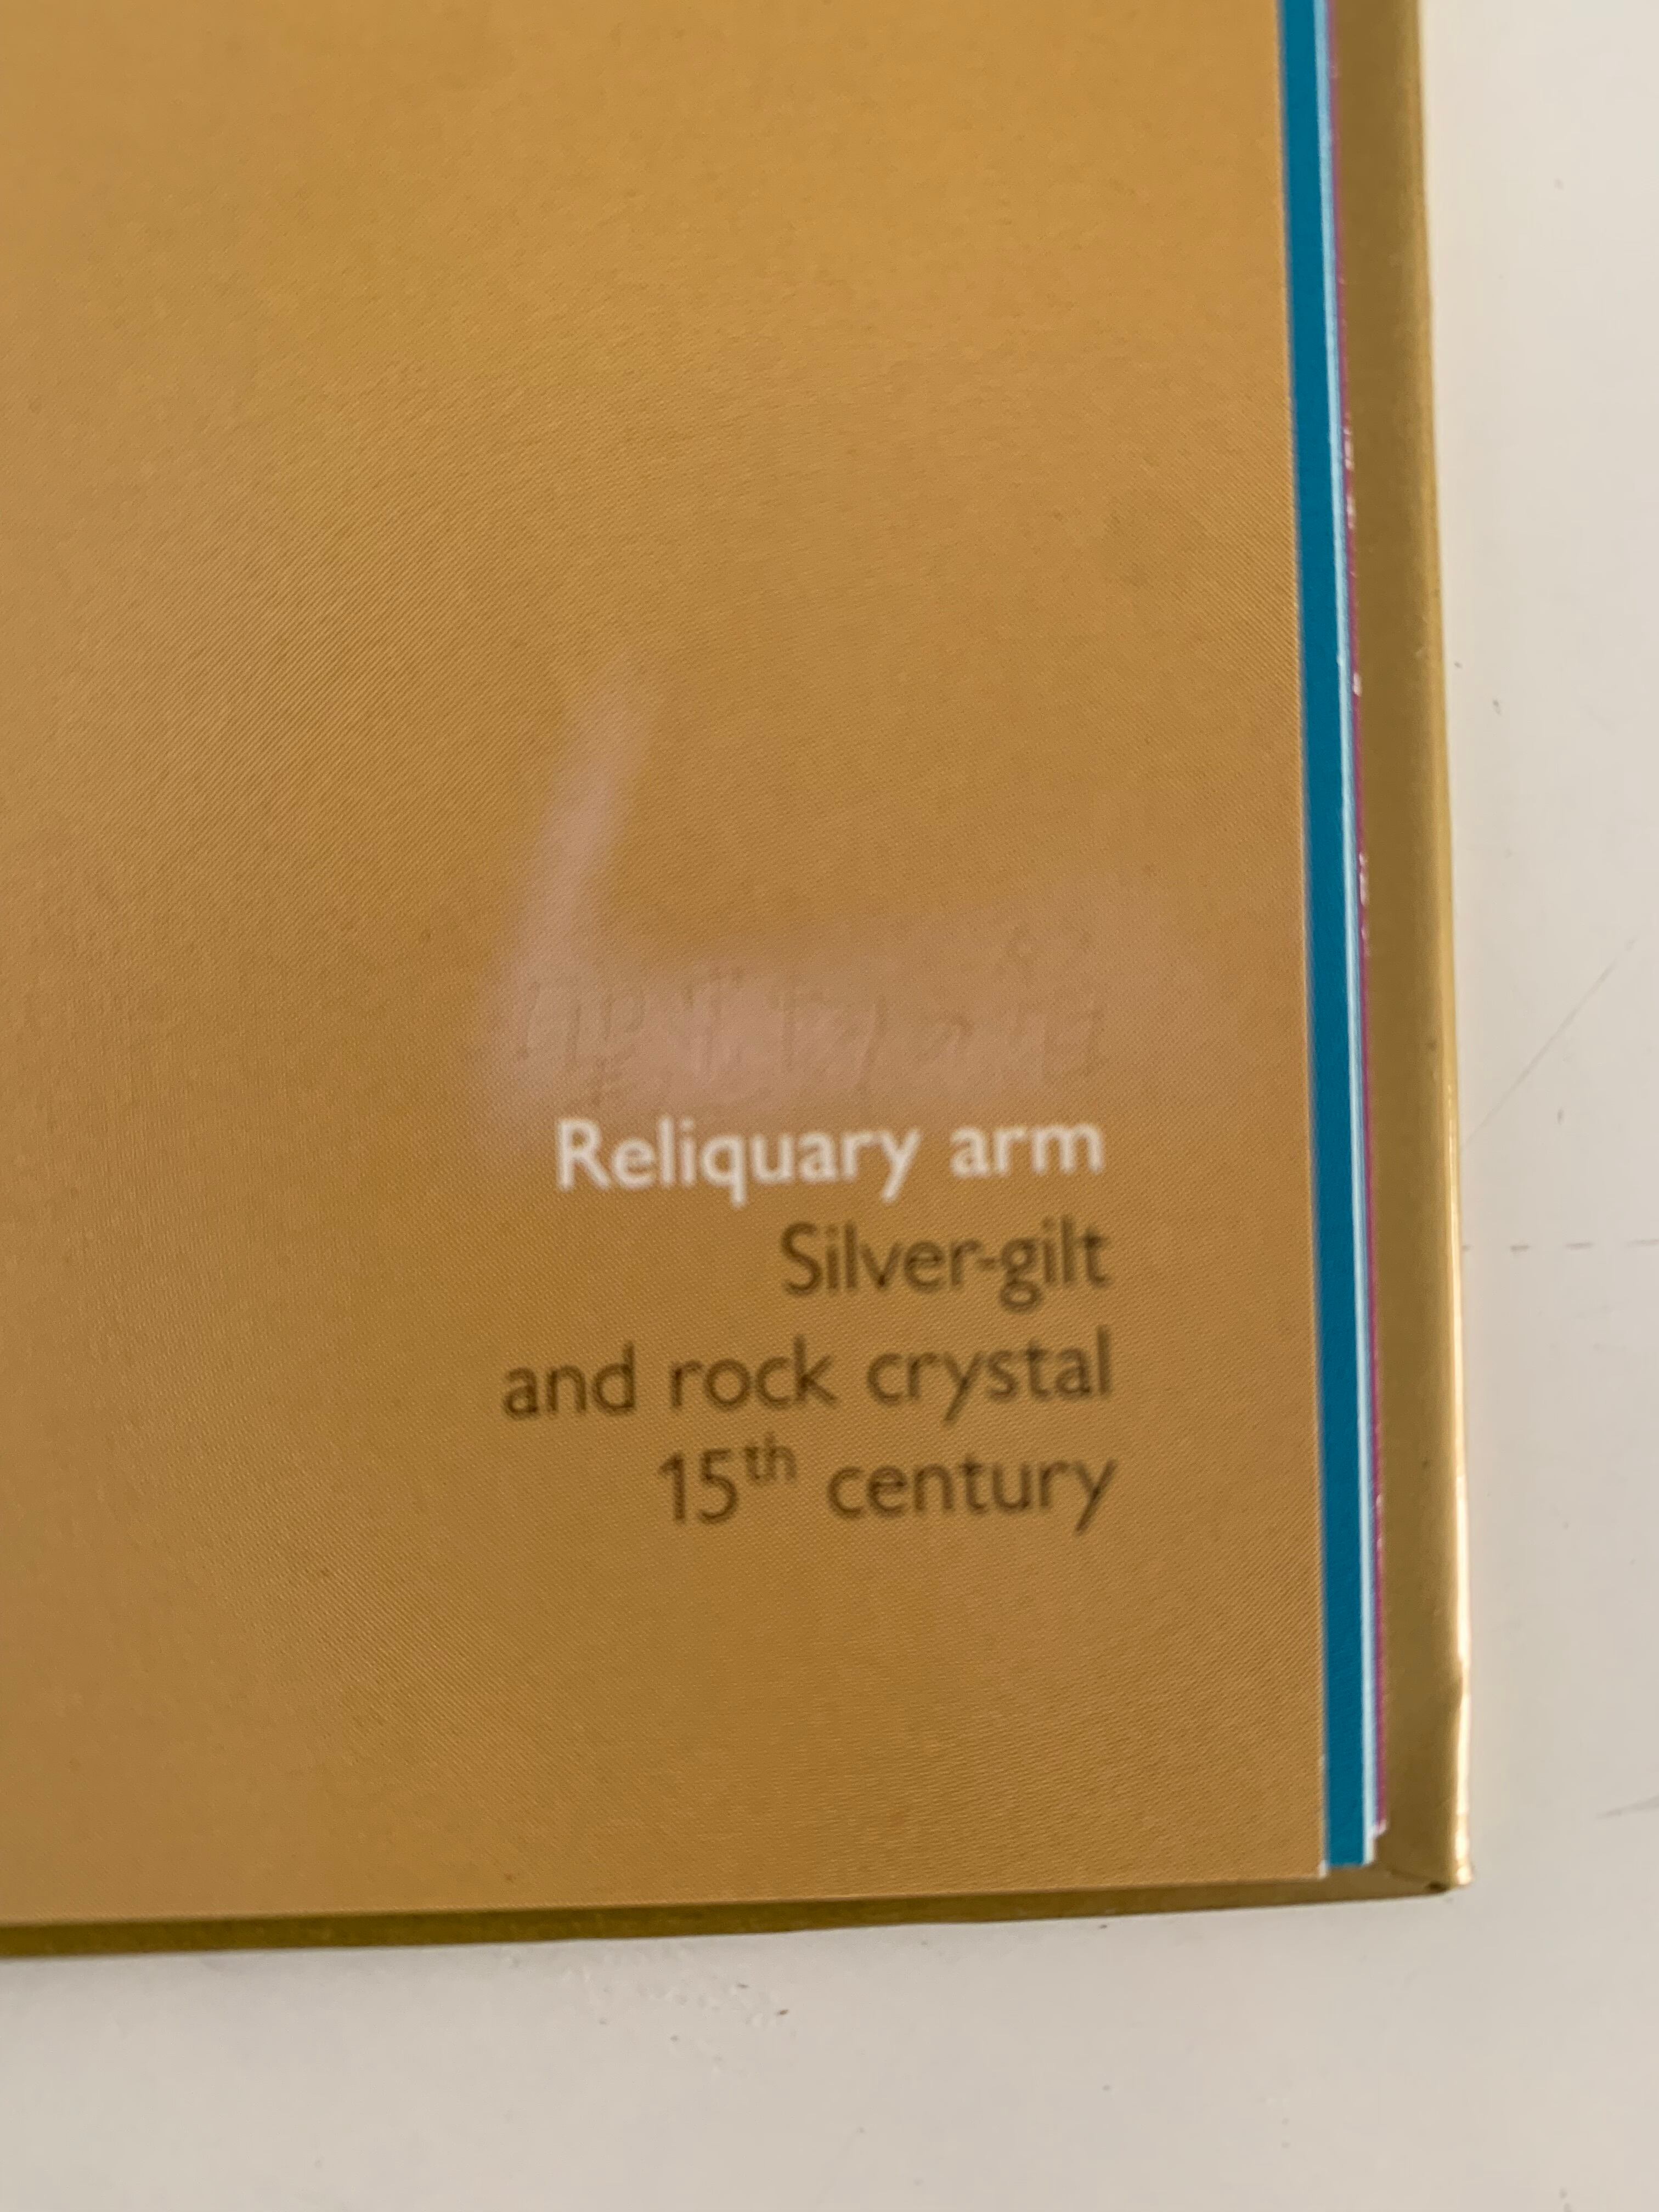 Reliquary arm
Silver-gilt
and rock crystal
15th century